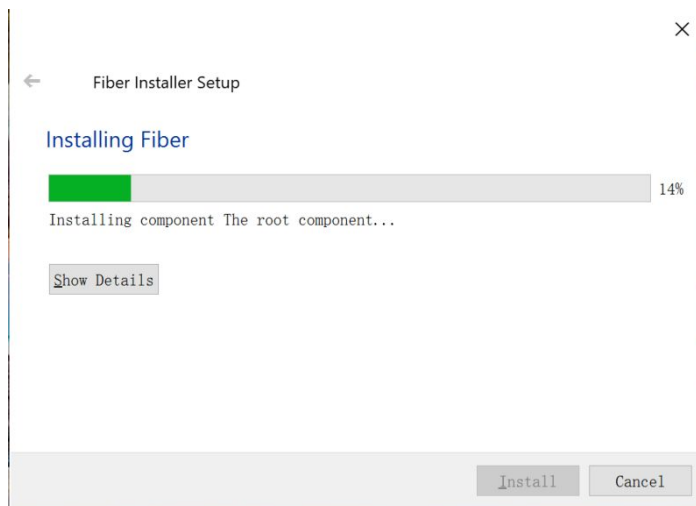 Fiber Installer Setup
Installing Fiber
14%
Installing component The root component...
Show Details
Install
Cancel